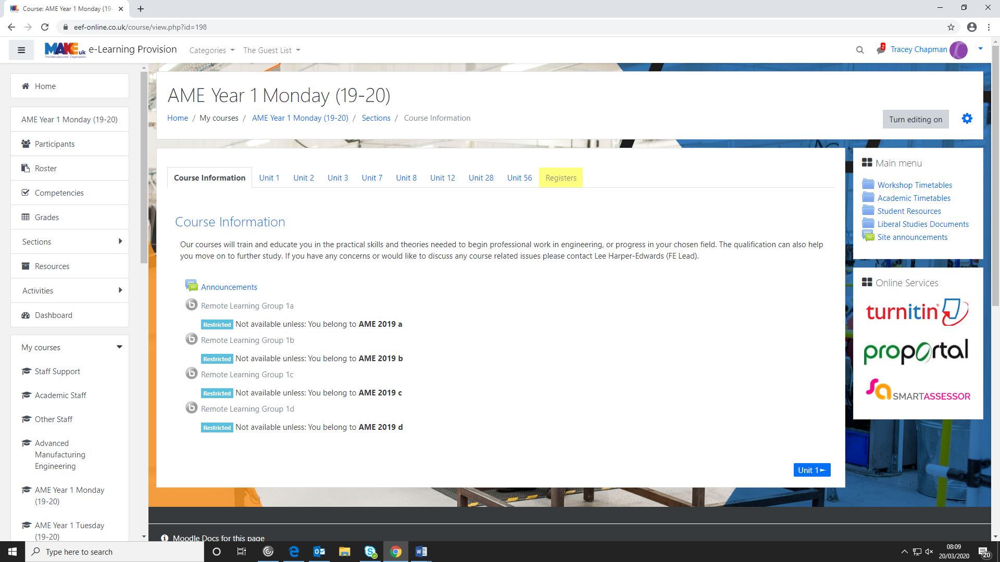 Course: AME Year 1 Monday (19-
eef-online.co.uk/course/view.php?id=198
MAKE uk
The Manufacturers' Organisation
e-Learning Provision
Categories
The Guest List
2
Tracey Chapman
Home
AME Year 1 Monday (19-20)
Participants
Roster
Competencies
Grades
Sections
Resources
Activities
Dashboard
My courses
Staff Support
Academic Staff
Other Staff
Advanced
Manufacturing
Engineering
AME Year 1 Monday
(19-20)
AME Year 1 Tuesday
(19-20)
AME Year 1 Monday (19-20)
Home / My courses / AME Year 1 Monday (19-20) / Sections / Course Information
Turn editing on
Course Information Unit 1 Unit 2 Unit 3 Unit 7 Unit 8 Unit 12 Unit 28 Unit 56 Registers
Course Information
Our courses will train and educate you in the practical skills and theories needed to begin professional work in engineering, or progress in your chosen field. The qualification can also help
you move on to further study. If you have any concerns or would like to discuss any course related issues please contact Lee Harper-Edwards (FE Lead).
Announcements
Remote Learning Group 1a
Restricted Not available unless: You belong to AME 2019 a
Remote Learning Group 1b
Restricted Not available unless: You belong to AME 2019 b
Remote Learning Group 1c
Restricted Not available unless: You belong to AME 2019 c
Remote Learning Group 1d
Restricted Not available unless: You belong to AME 2019 d
Unit 1►
Main menu
Workshop Timetables
Academic Timetables
Student Resources
Liberal Studies Documents
Site announcements
Online Services
turnitin
proportal
SA SMARTASSESSOR
Moodle Docs for this page
Type here to search
08:09
20/03/2020
20